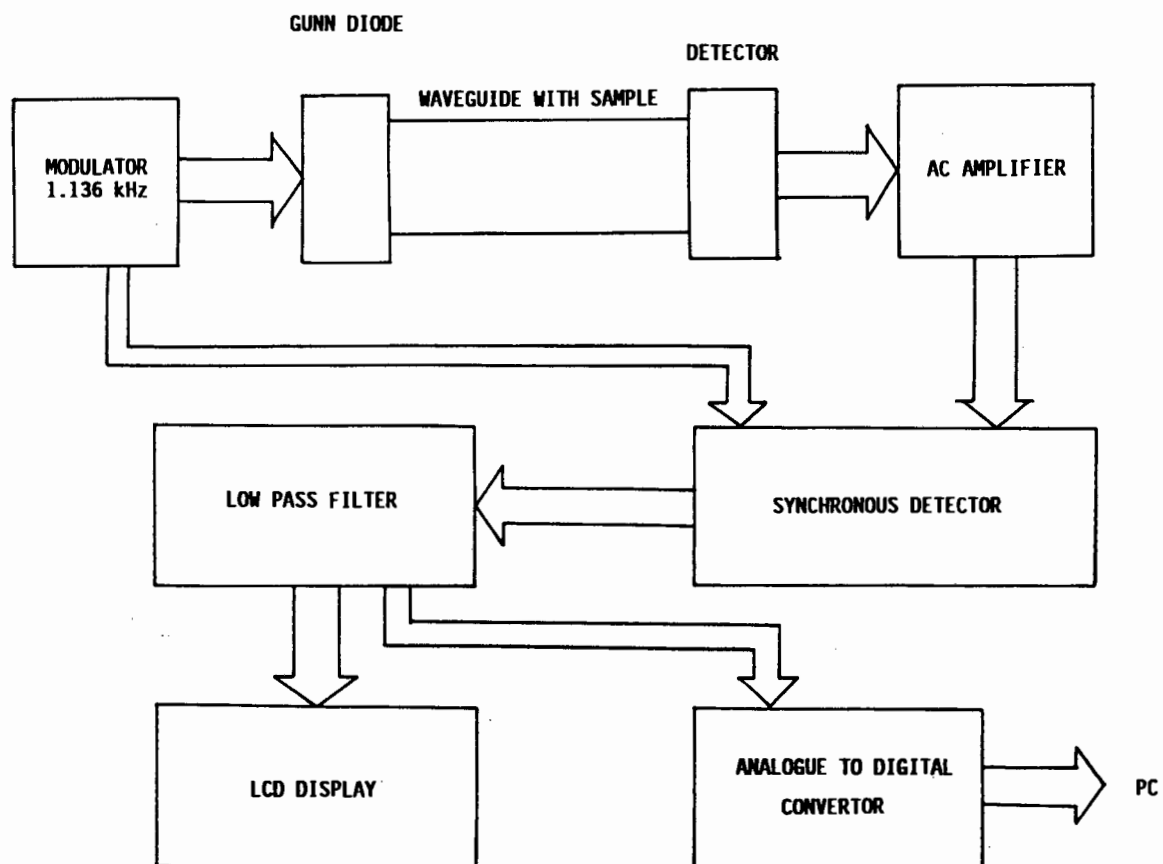 GUNN DIODE
DETECTOR
WAVEGUIDE WITH SAMPLE
MODULATOR
1.136 kHz
AC AMPLIFIER
LOW PASS FILTER
SYNCHRONOUS DETECTOR
LCD DISPLAY
ANALOGUE TO DIGITAL
CONVERTOR
PC